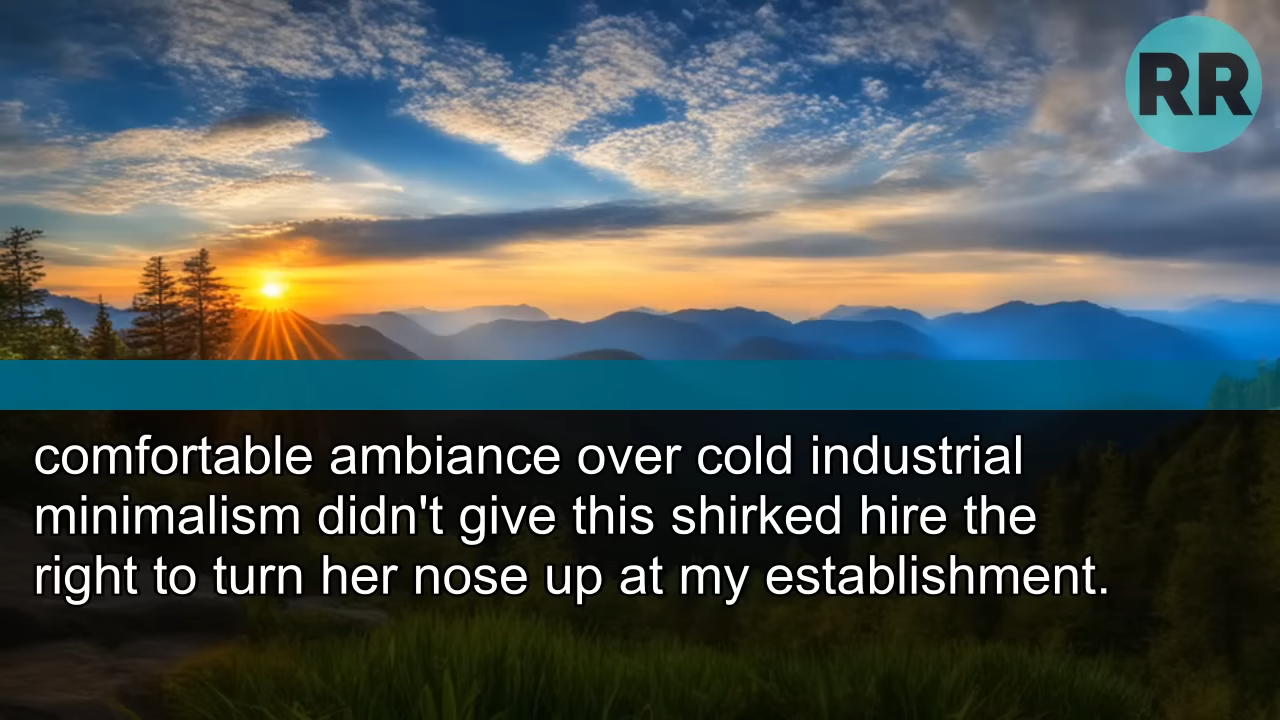 RR
comfortable ambiance over cold industrial
minimalism didn't give this shirked hire the
right to turn her nose up at my establishment.